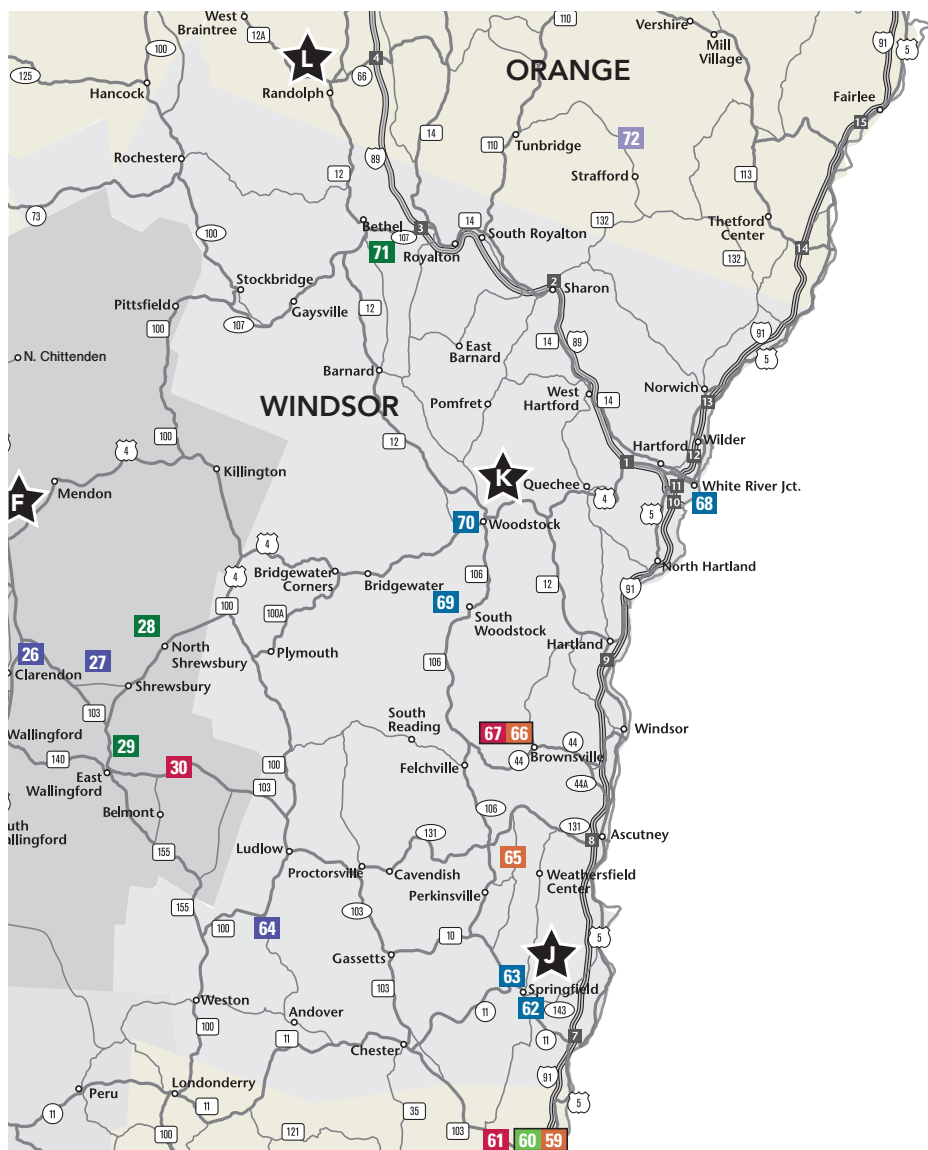 West
Braintree
12A
L
4
66
Randolph
110
ORANGE
Vershire
Mill
Village
91
5
100
125
Hancock
Fairlee
15
14
72
110
Tunbridge
Strafford
89
Rochester
12
113
73
100
Bethel
107
3
14
South Royalton
132
Thetford
Center
71
Royalton
132
14
Stockbridge
2
Sharon
Pittsfield
Gaysville
12
107
100
14
89
91
5
N. Chittenden
East
Barnard
Barnard
Norwich
WINDSOR
Pomfret
West
Hartford
14
13
100
12
4
Hartford
Wilder
12
Killington
K
1
Mendon
F
Quechee
4
11
White River Jct.
10
68
5
70
Woodstock
4
Bridgewater
Corners
Bridgewater
106
12
North Hartland
4
91
100
100A
69
South
Woodstock
28
North
Shrewsbury
Hartland
26
27
Plymouth
106
9
Clarendon
Shrewsbury
103
South
Reading
67
66
Windsor
Wallingford
29
44
Brownsville
140
30
100
44
East
Wallingford
Felchville
103
44A
Belmont
106
131
131
Ascutney
uth
allingford
8
155
Ludlow
65
Proctorsville
Cavendish
Weathersfield
Center
Perkinsville
155
103
64
100
10
5
Gassetts
J
63
103
Springfield
Weston
62
143
Andover
11
100
11
Chester
11
7
91
Peru
Londonderry
5
11
11
35
100
121
103
61
60
59